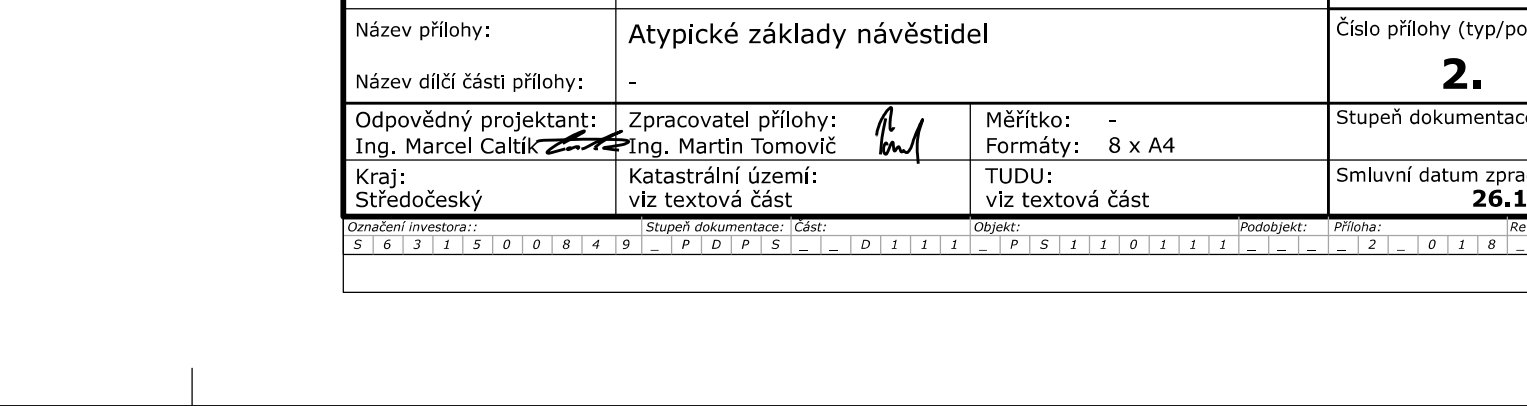 Název přílohy: Atypické základy návěstidel Číslo přílohy (typ/po
Název dílčí části přílohy: - 2.
Odpovědný projektant: Zpracovatel přílohy: Měřítko: - Stupeň dokumentac
Ing. Marcel Caltík Ing. Martin Tomovič Formáty: 8 x A4
Kraj: Katastrální území: TUDU: Smluvní datum zpra
Středočeský viz textová část viz textová část 26.1
Označení investora:: Stupeň dokumentace: Část: Objekt: Podobjekt: Příloha: Re
S 6 3 1 5 0 0 8 4 9 _ P D P S _ _ D 1 1 1 _ P S 1 1 0 1 1 1 _ _ _ _ 2 _ 0 1 8 _